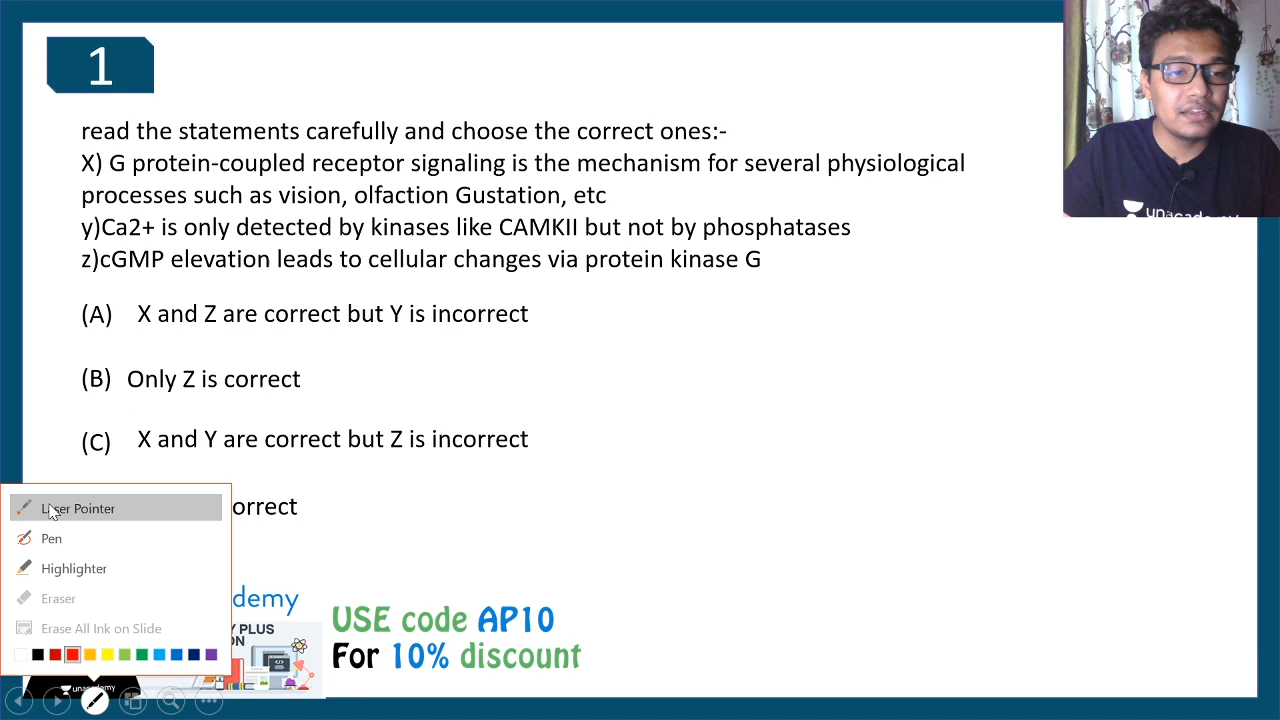 1
read the statements carefully and choose the correct ones:-
X) G protein-coupled receptor signaling is the mechanism for several physiological
processes such as vision, olfaction Gustation, etc
y)Ca2+ is only detected by kinases like CAMKII but not by phosphatases
z)cGMP elevation leads to cellular changes via protein kinase G
(A) X and Z are correct but Y is incorrect
(B) Only Z is correct
(C) X and Y are correct but Z is incorrect
orrect
Laser Pointer
Pen
Highlighter
Eraser
Erase All Ink on Slide
demy
Y PLUS
ON
USE code AP10
For 10% discount
unacademy
unacademy